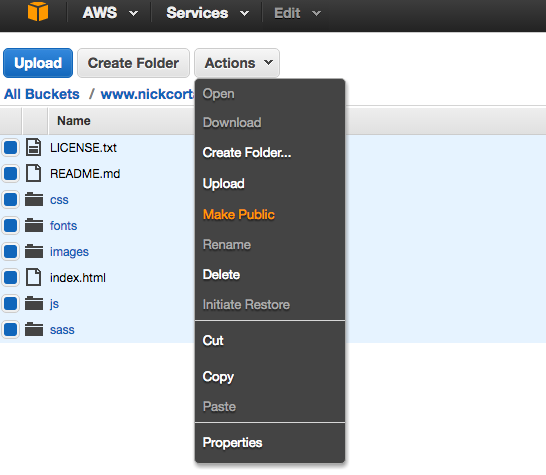 AWS Services Edit
Upload Create Folder Actions
All Buckets / www.nickcort
Open
Download
Create Folder...
Upload
Make Public
Rename
Delete
Initiate Restore
Cut
Copy
Paste
Properties
Name
LICENSE.txt
README.md
css
fonts
images
index.html
js
sass